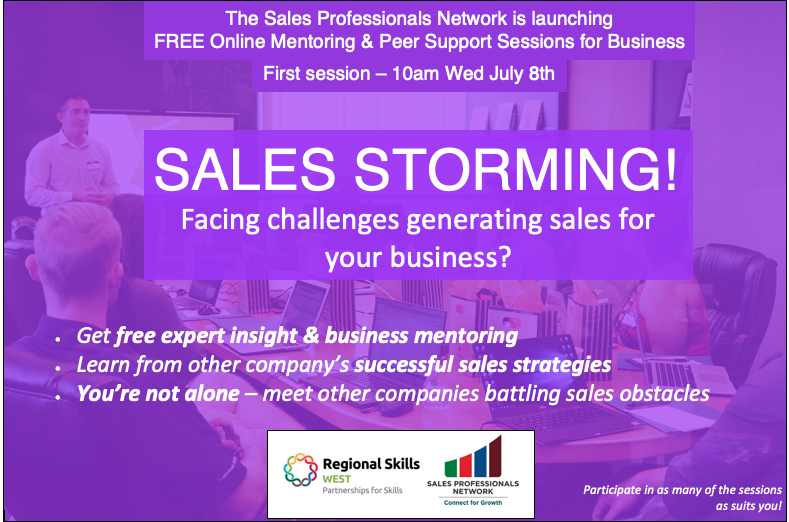 The Sales Professionals Network is launching
FREE Online Mentoring & Peer Support Sessions for Business
First session – 10am Wed July 8th
SALES STORMING!
Facing challenges generating sales for
your business?
• Get free expert insight & business mentoring
• Learn from other company's successful sales strategies
• You're not alone – meet other companies battling sales obstacles
Regional Skills
WEST
Partnerships for Skills
SALES PROFESSIONALS
NETWORK
Connect for Growth
Participate in as many of the sessions
as suits you!